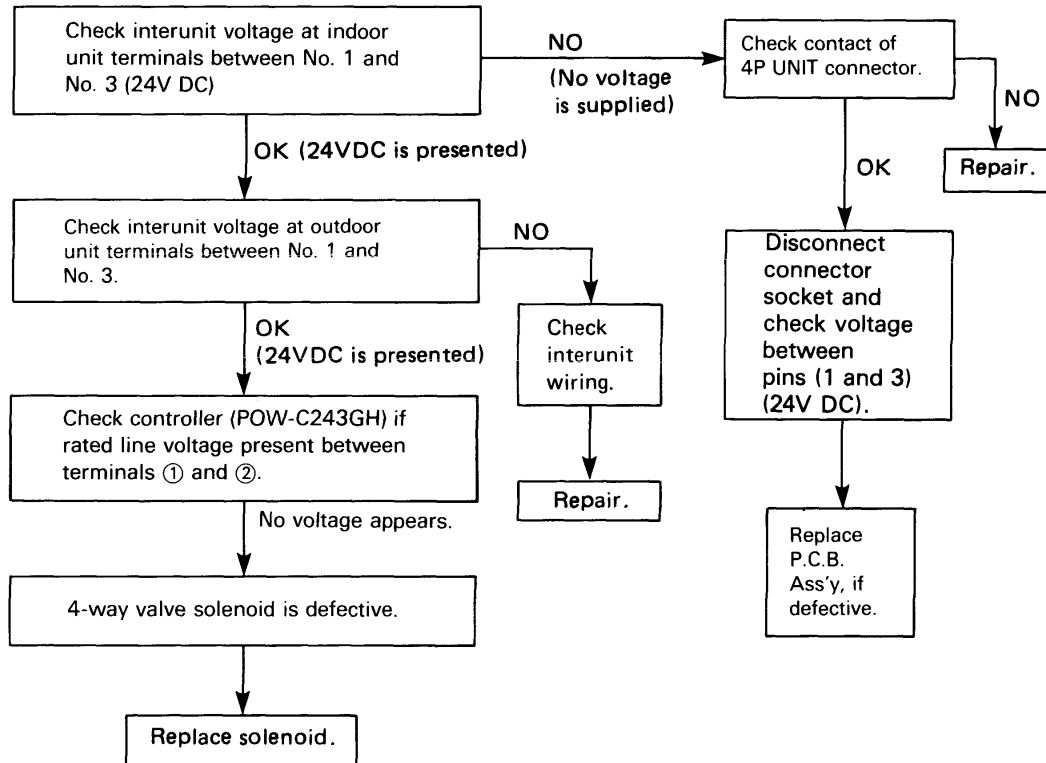 Check interunit voltage at indoor
unit terminals between No. 1 and
No. 3 (24V DC)
NO
(No voltage
is supplied)
Check contact of
4P UNIT connector.
NO
Repair.
OK (24VDC is presented)
OK
Check interunit voltage at outdoor
unit terminals between No. 1 and
No. 3.
NO
Disconnect
connector
socket and
check voltage
between
pins (1 and 3)
(24V DC).
OK
(24VDC is presented)
Check
interunit
wiring.
Check controller (POW-C243GH) if
rated line voltage present between
terminals ① and ②.
Repair.
No voltage appears.
Replace
P.C.B.
Ass'y, if
defective.
4-way valve solenoid is defective.
Replace solenoid.